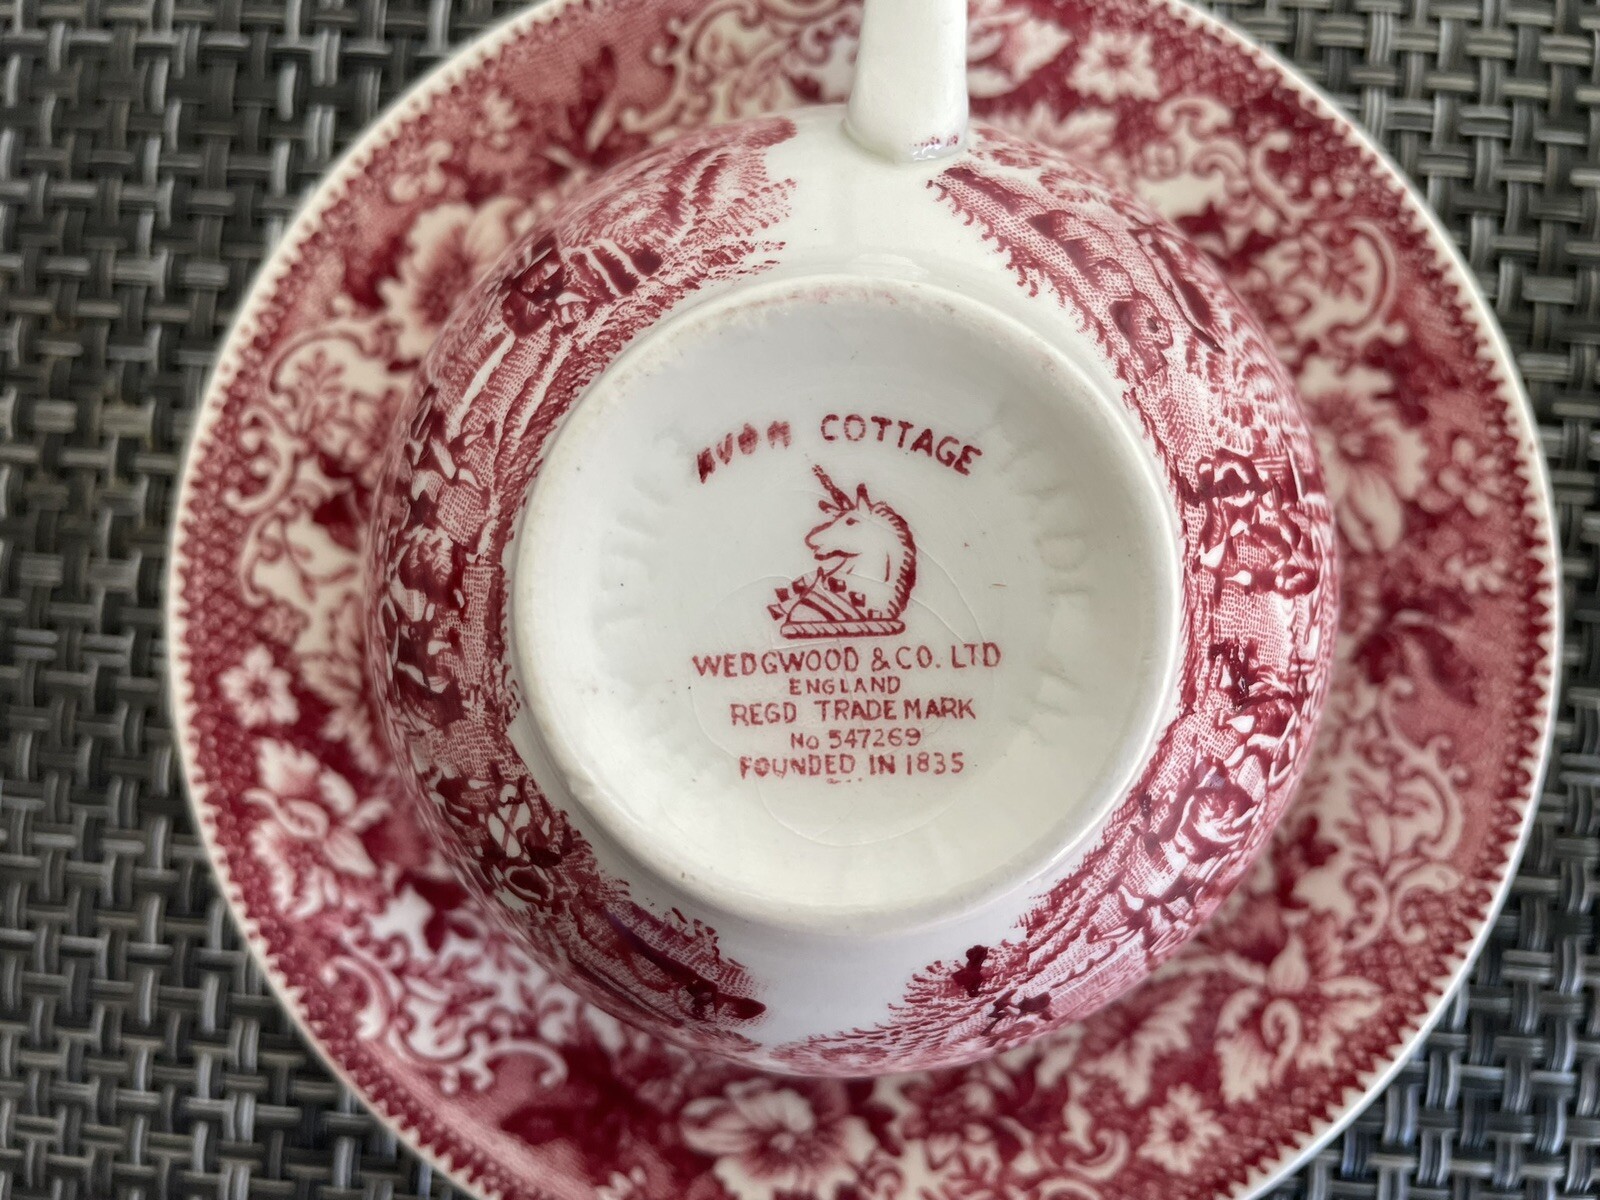 AVON COTTAGE
WEDGWOOD & CO. LTD
ENGLAND
REGD TRADE MARK
No 547269
FOUNDED IN 1835